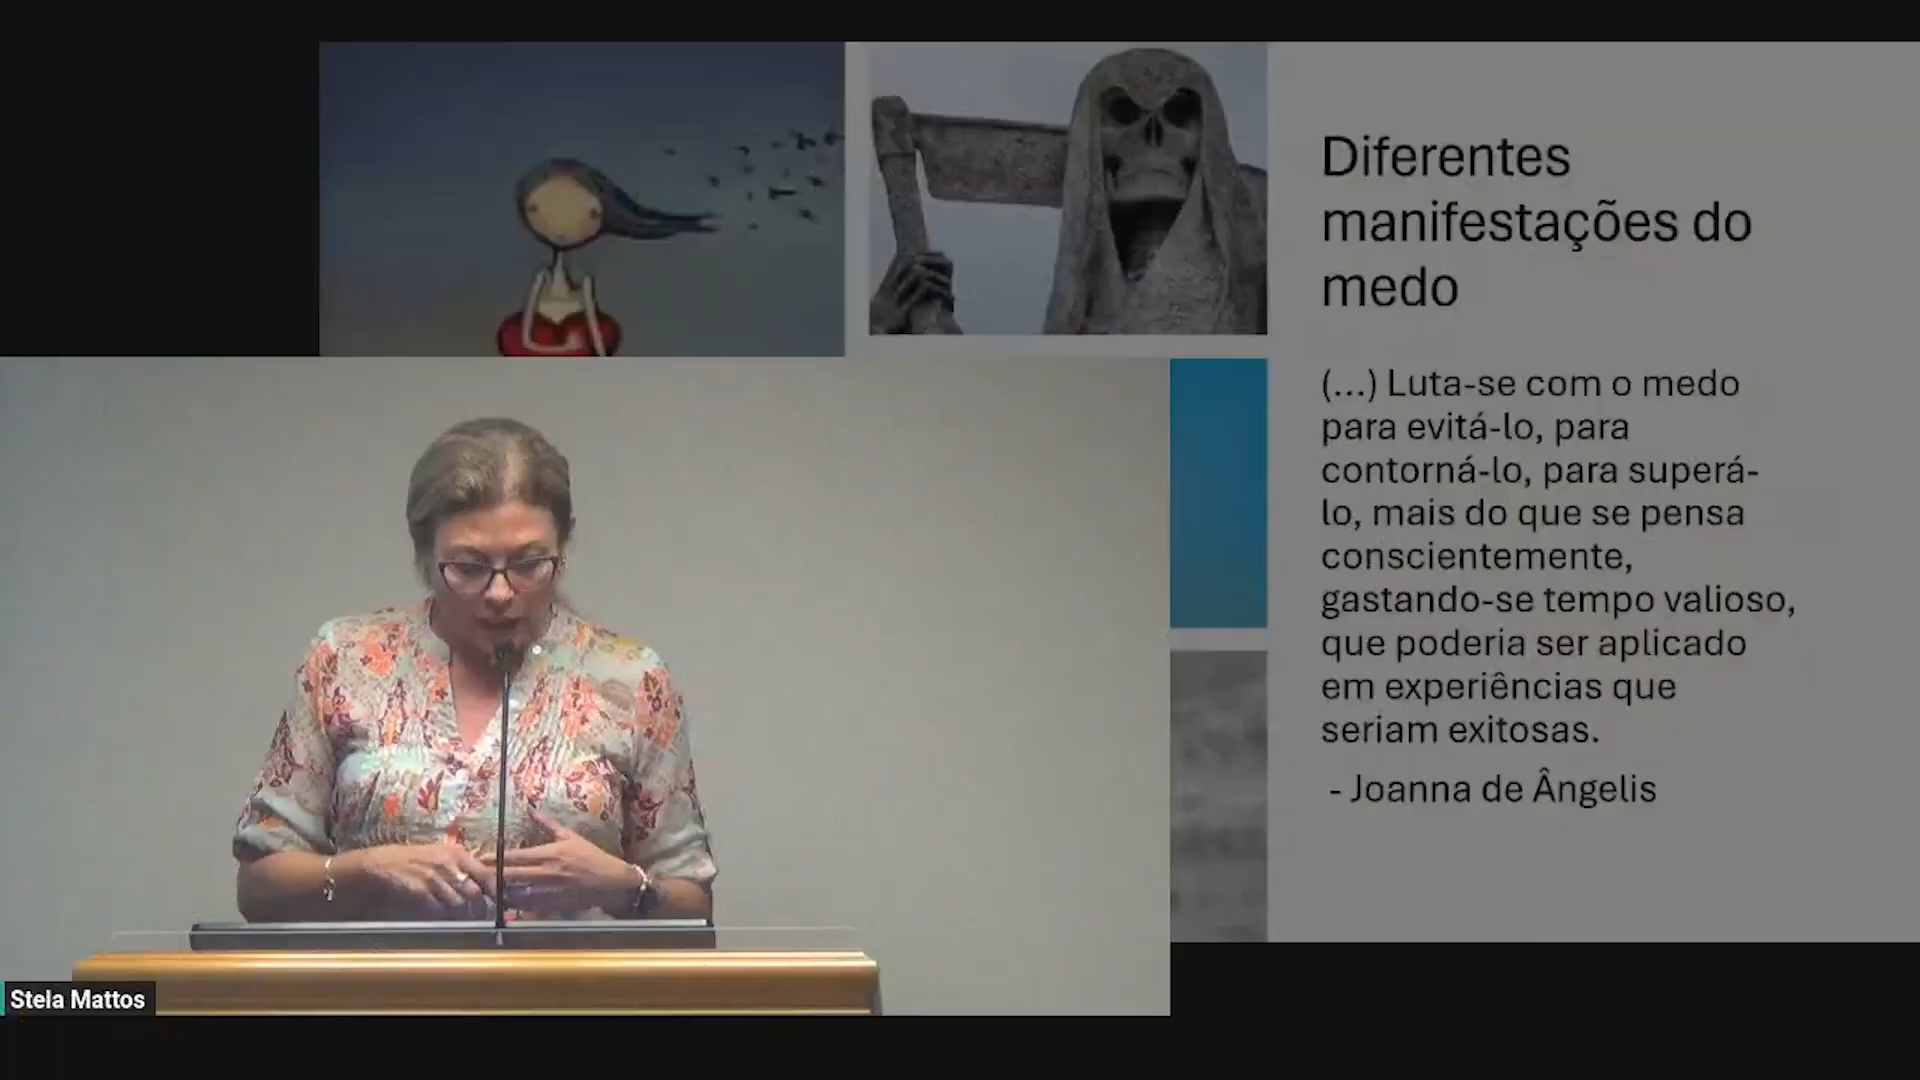 Diferentes
manifestações do
medo
(...) Luta-se com o medo
para evitá-lo, para
contorná-lo, para superá-
lo, mais do que se pensa
conscientemente,
gastando-se tempo valioso,
que poderia ser aplicado
em experiências que
seriam exitosas.
- Joanna de Ângelis
Stela Mattos